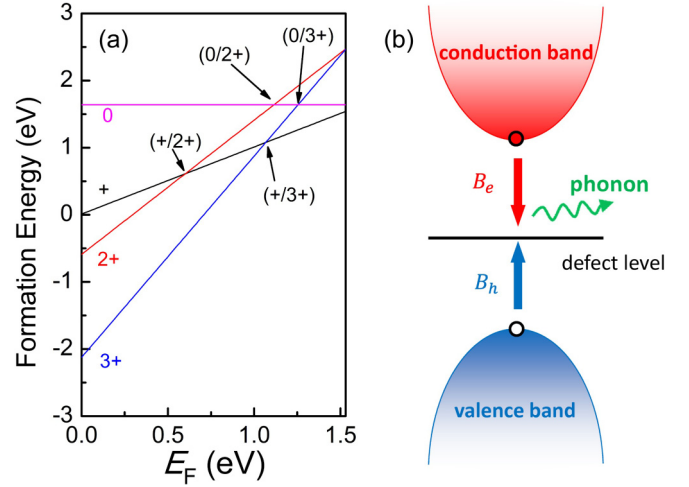 (a)
(0/3+)
(0/2+)
0
(+/2+)
+
(+/3+)
2+
3+
3
2
1
0
-1
-2
-3
Formation Energy (eV)
0.0
0.5
1.0
1.5
E_F (eV)
(b)
conduction band
B_e
phonon
defect level
B_h
valence band